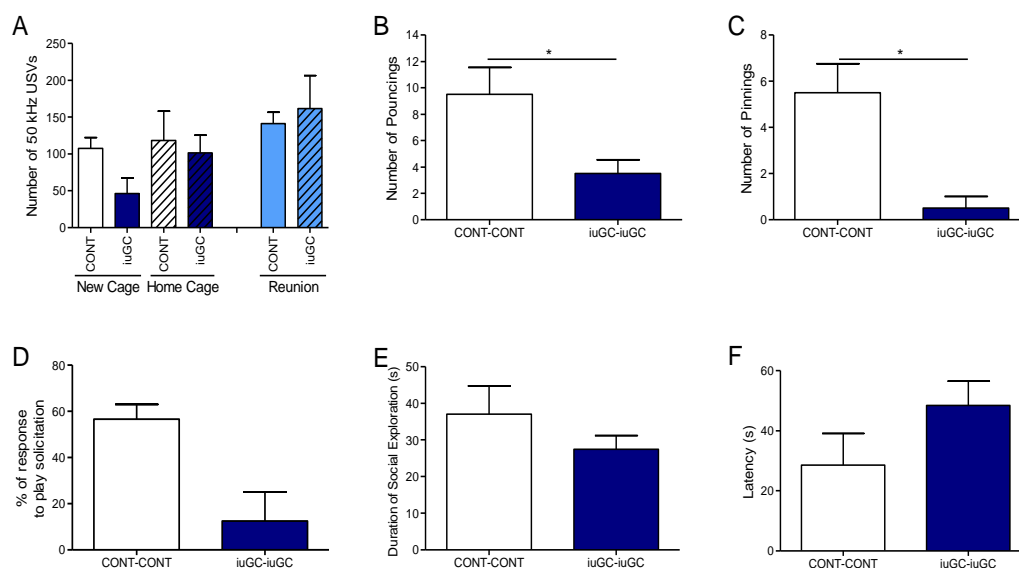 A
Number of 50 kHz USVs
250
200
150
100
50
0
CONT
iuGC
CONT
iuGC
CONT
iuGC
New Cage
Home Cage
Reunion
B
Number of Pouncings
14
12
10
8
6
4
2
0
*
CONT-CONT
iuGC-iuGC
C
Number of Pinnings
8
6
4
2
0
*
CONT-CONT
iuGC-iuGC
D
% of response
to play solicitation
80
60
40
20
0
CONT-CONT
iuGC-iuGC
E
Duration of Social Exploration (s)
50
40
30
20
10
0
CONT-CONT
iuGC-iuGC
F
Latency (s)
60
40
20
0
CONT-CONT
iuGC-iuGC